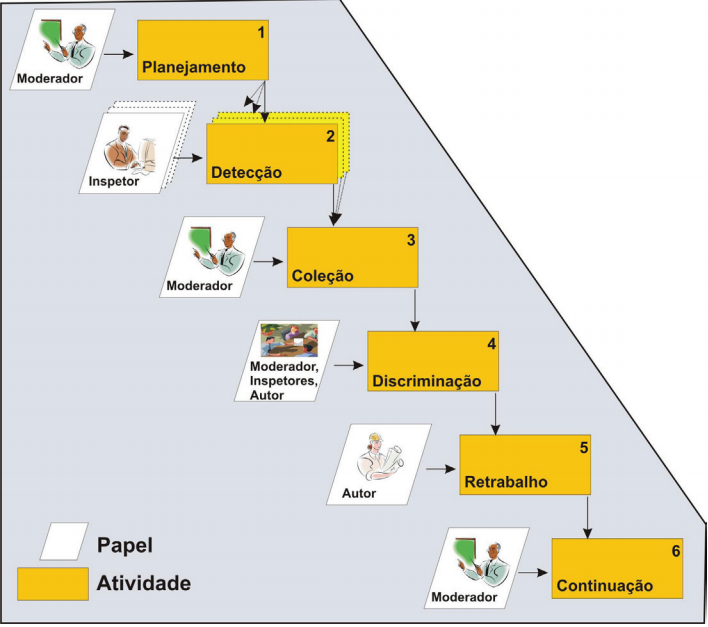 1
Planejamento
Moderador
2
Detecção
Inspetor
3
Coleção
Moderador
4
Discriminação
Moderador,
Inspetores,
Autor
5
Retrabalho
Autor
6
Continuação
Moderador
Papel
Atividade